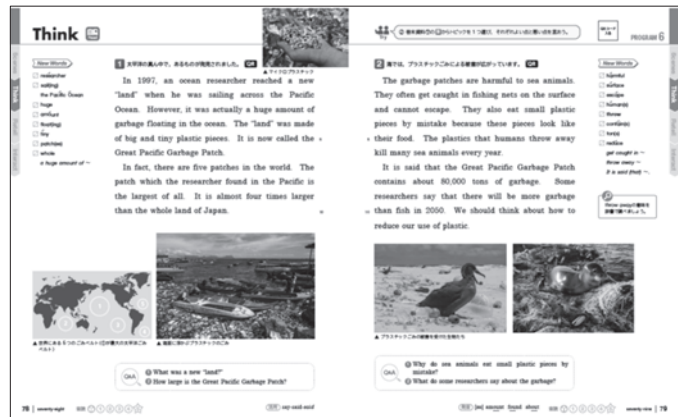 Think
▲ マイクロプラスチック
New Words
researcher
sailing
the Pacific Ocean
huge
amount
floating
tiny
patch(es)
whole
a huge amount of ～
1 太平洋の真ん中で、あるものが発見されました。
In 1997, an ocean researcher reached a new
"land" when he was sailing across the Pacific
Ocean. However, it was actually a huge amount of
garbage floating in the ocean. The "land" was made
of big and tiny plastic pieces. It is now called the
Great Pacific Garbage Patch.
In fact, there are five patches in the world. The
patch which the researcher found in the Pacific is
the largest of all. It is almost four times larger
than the whole land of Japan.
Q&A
What was a new "land?"
How large is the Great Pacific Garbage Patch?
78 seventy-eight
say-said-said
PROGRAM 6
2 海では、プラスチックごみによる被害が広がっています。
The garbage patches are harmful to sea animals.
They often get caught in fishing nets on the surface
and cannot escape. They also eat small plastic
pieces by mistake because these pieces look like
their food. The plastics that humans throw away
kill many sea animals every year.
It is said that the Great Pacific Garbage Patch
contains about 80,000 tons of garbage. Some
researchers say that there will be more garbage
than fish in 2050. We should think about how to
reduce our use of plastic.
New Words
harmful
surface
escape
human(s)
throw
contain(s)
ton(s)
reduce
get caught in ～
throw away ～
It is said (that) ～.
▲ プラスチックごみの被害を受けた生物たち
Q&A
Why do sea animals eat small plastic pieces by
mistake?
What do some researchers say about the garbage?
amount found about
seventy-nine 79